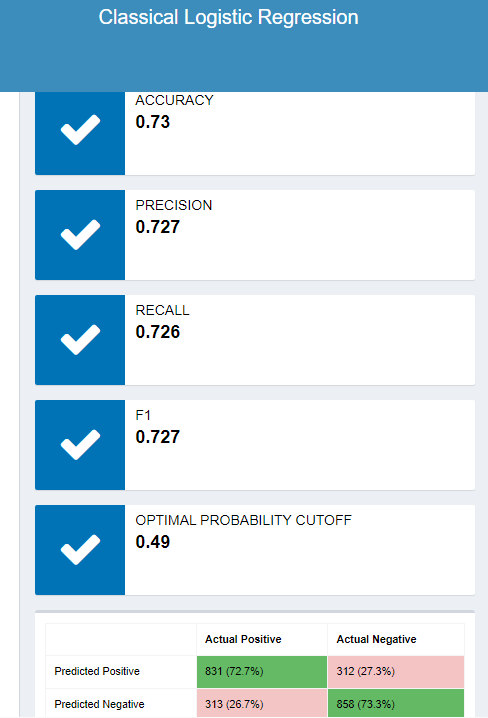 Classical Logistic Regression
ACCURACY
0.73
PRECISION
0.727
RECALL
0.726
F1
0.727
OPTIMAL PROBABILITY CUTOFF
0.49
Actual Positive Actual Negative
Predicted Positive 831 (72.7%) 312 (27.3%)
Predicted Negative 313 (26.7%) 858 (73.3%)